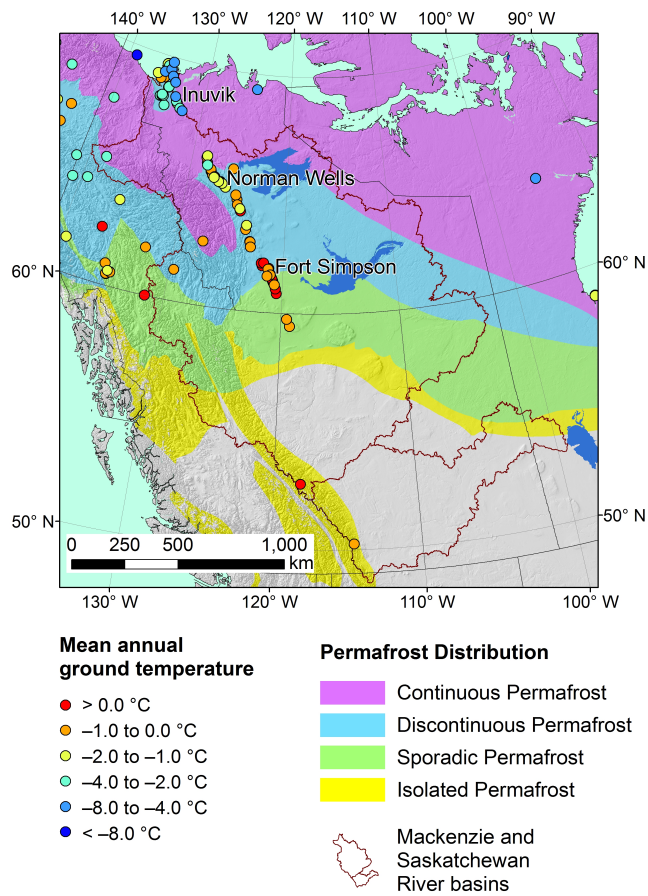 140° W 130° W 120° W 110° W 100° W 90° W
Inuvik
Norman Wells
60° N
Fort Simpson
60° N
50° N
50° N
0 250 500 1,000
km
130° W 120° W 110° W 100° W
Mean annual
ground temperature
> 0.0 °C
–1.0 to 0.0 °C
–2.0 to –1.0 °C
–4.0 to –2.0 °C
–8.0 to –4.0 °C
< –8.0 °C
Permafrost Distribution
Continuous Permafrost
Discontinuous Permafrost
Sporadic Permafrost
Isolated Permafrost
Mackenzie and
Saskatchewan
River basins